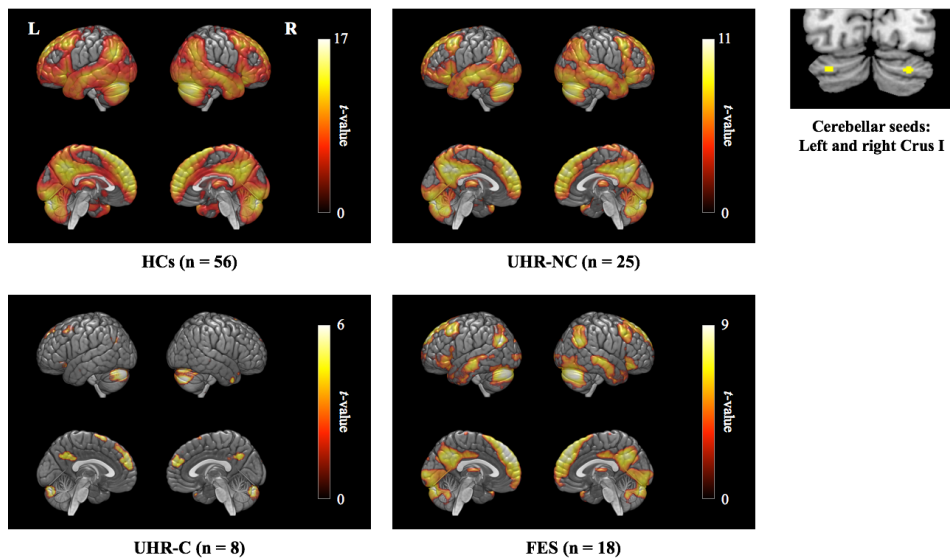 L
R
17
t-value
0
HCs (n = 56)
11
t-value
0
UHR-NC (n = 25)
Cerebellar seeds:
Left and right Crus I
6
t-value
0
UHR-C (n = 8)
9
t-value
0
FES (n = 18)